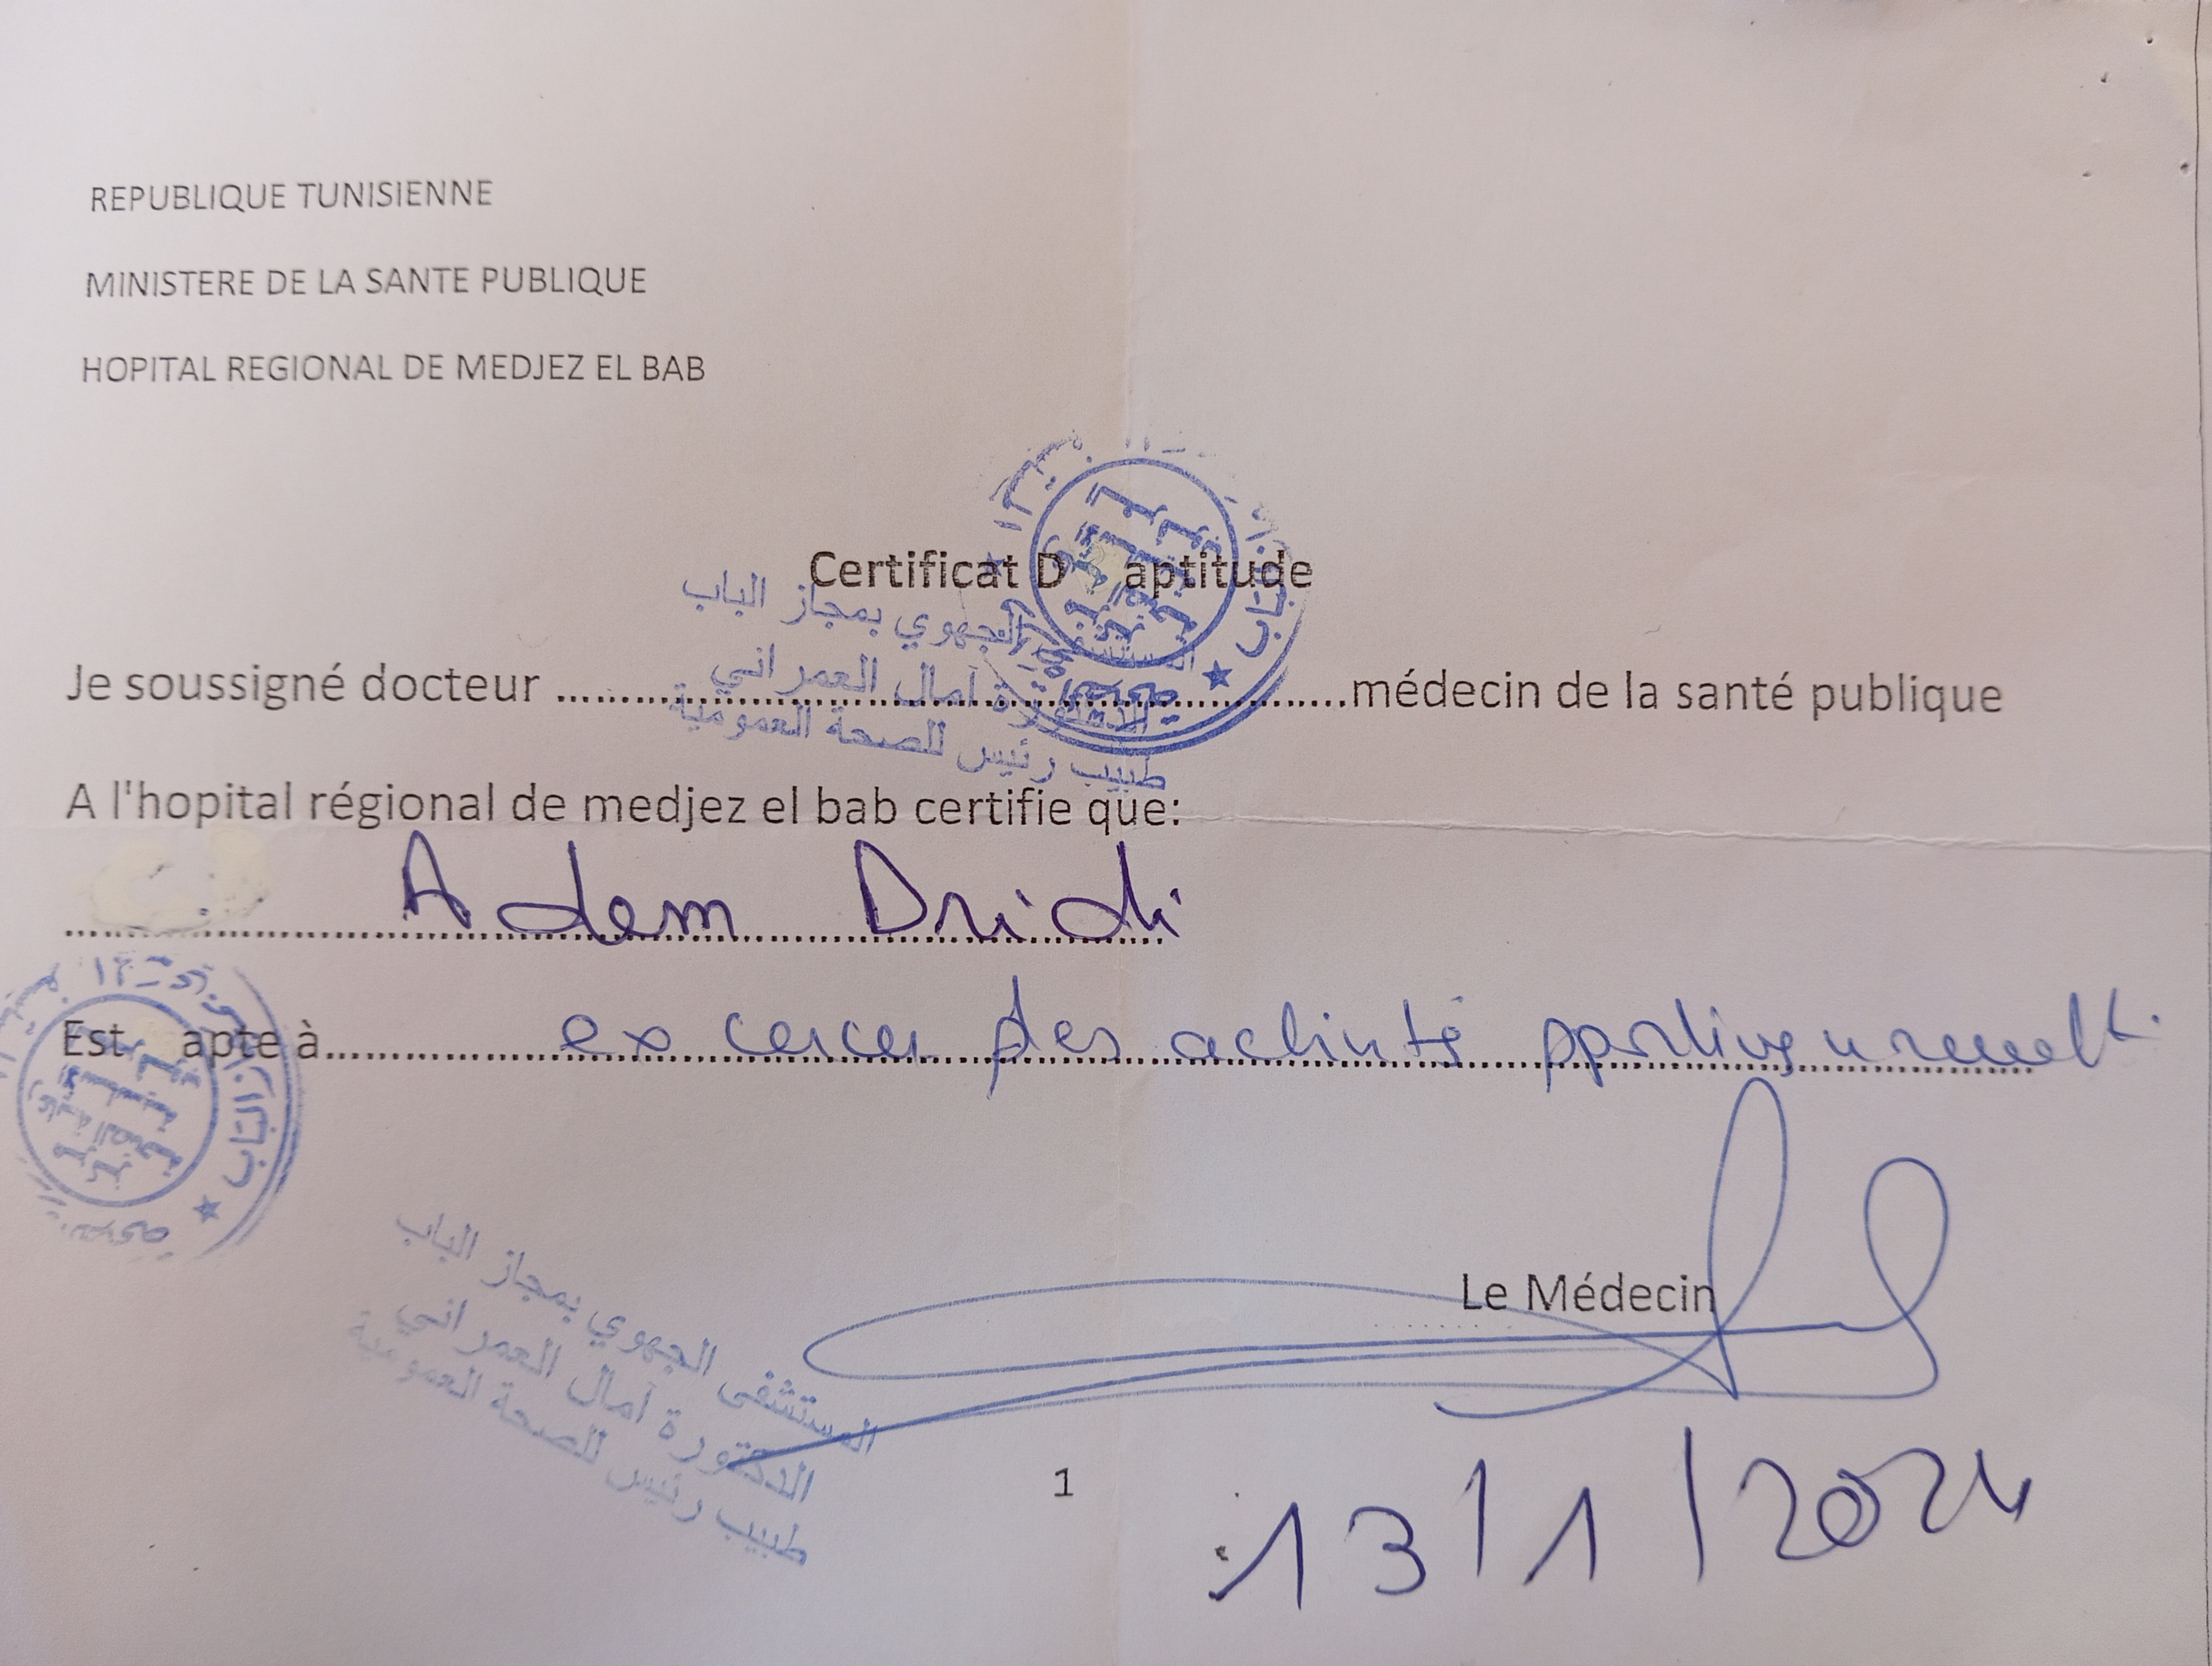 REPUBLIQUE TUNISIENNE
MINISTERE DE LA SANTE PUBLIQUE
HOPITAL REGIONAL DE MEDJEZ EL BAB
Certificat D aptitude
المستشفى الجهوي بمجاز الباب
الدكتورة آمال العمراني
طبيب رئيس للصحة العمومية
Je soussigné docteur ........................................médecin de la santé publique
A l'hopital régional de medjez el bab certifie que:
Adem Dridi
Est apte à............ exercer des activité sportive
Le Médecin
المستشفى الجهوي بمجاز الباب
الدكتورة آمال العمراني
طبيب رئيس للصحة العمومية
1
13/1/2024